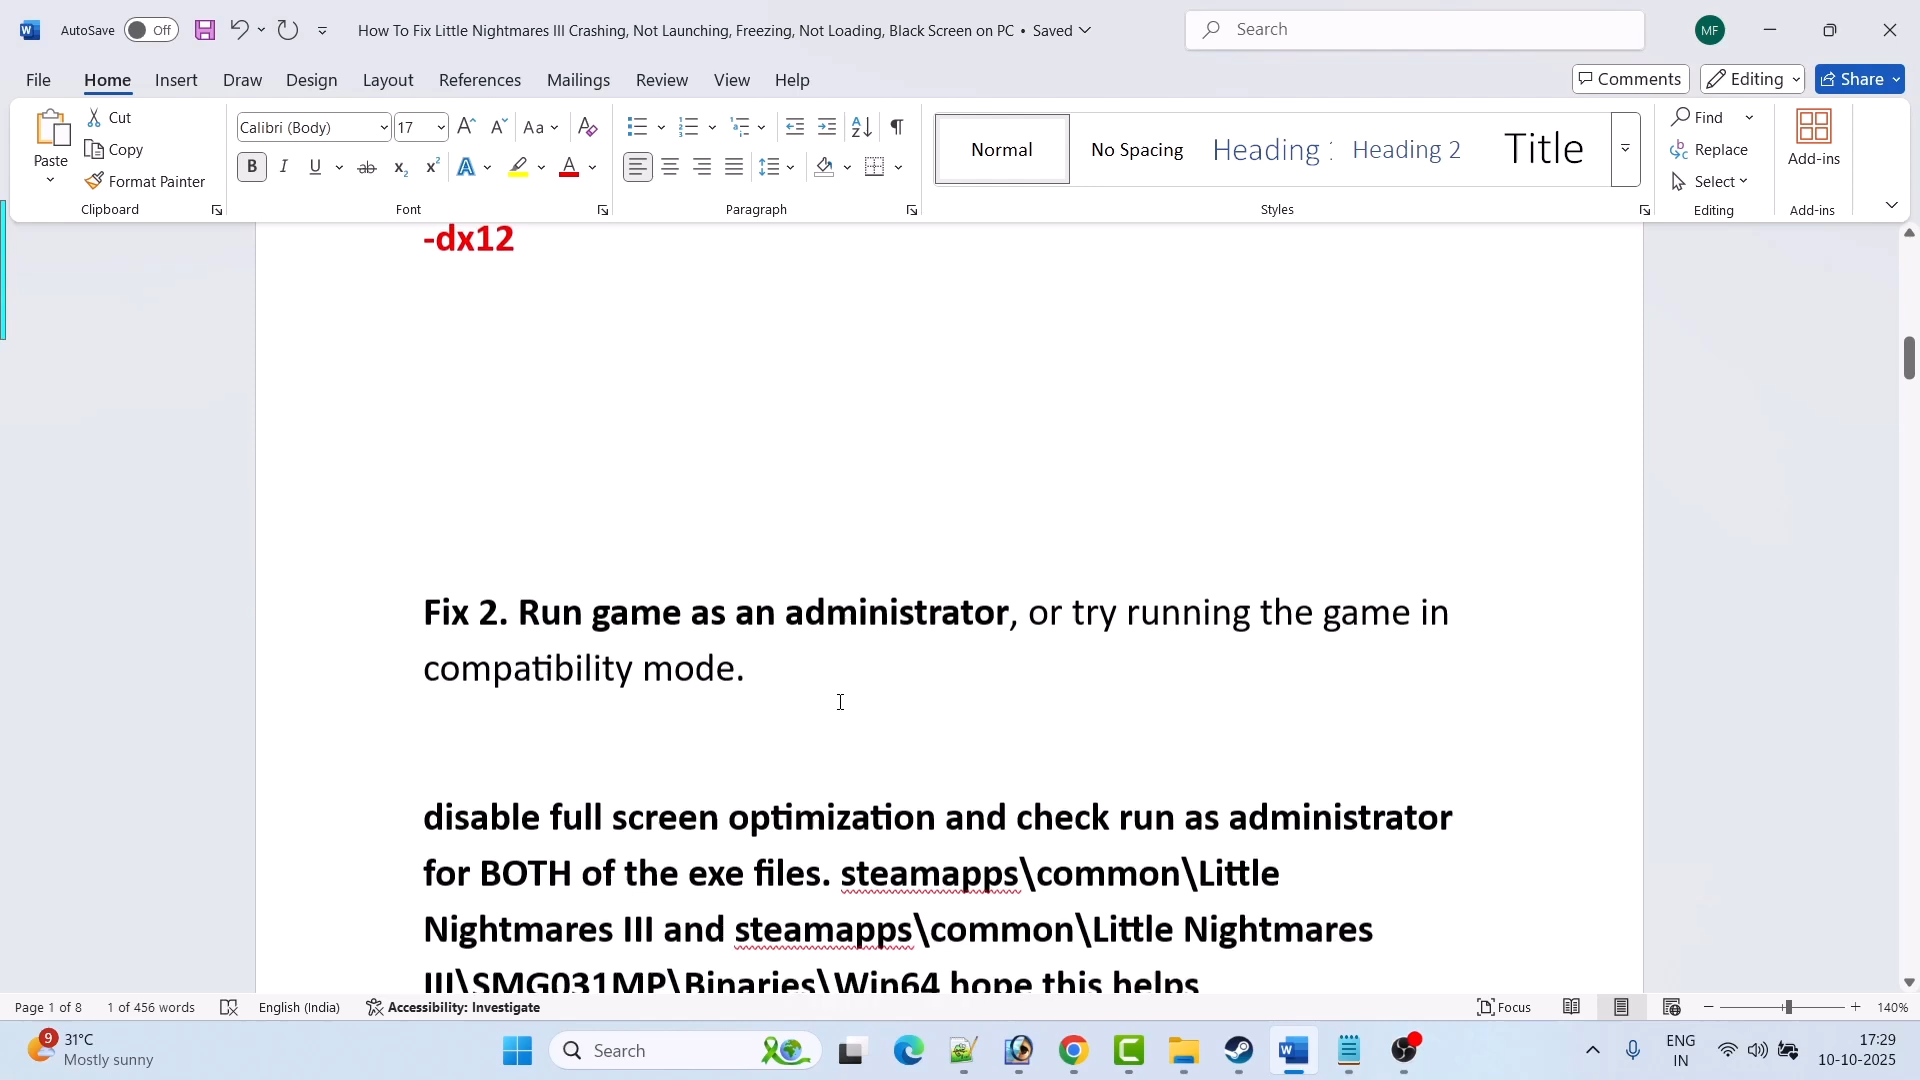 AutoSave
Off
How To Fix Little Nightmares III Crashing, Not Launching, Freezing, Not Loading, Black Screen on PC • Saved
Search
MF
File
Home
Insert
Draw
Design
Layout
References
Mailings
Review
View
Help
Comments
Editing
Share
Paste
Cut
Copy
Format Painter
Clipboard
Calibri (Body)
17
Font
Paragraph
Normal
No Spacing
Heading
Heading 2
Title
Styles
Find
Replace
Select
Editing
Add-ins
Add-ins
-dx12
Fix 2. Run game as an administrator, or try running the game in
compatibility mode.
disable full screen optimization and check run as administrator
for BOTH of the exe files. steamapps\common\Little
Nightmares III and steamapps\common\Little Nightmares
III\SMG031MP\Binaries\Win64 hope this helps
Page 1 of 8
1 of 456 words
English (India)
Accessibility: Investigate
Focus
140%
9
31°C
Mostly sunny
Search
ENG
IN
17:29
10-10-2025